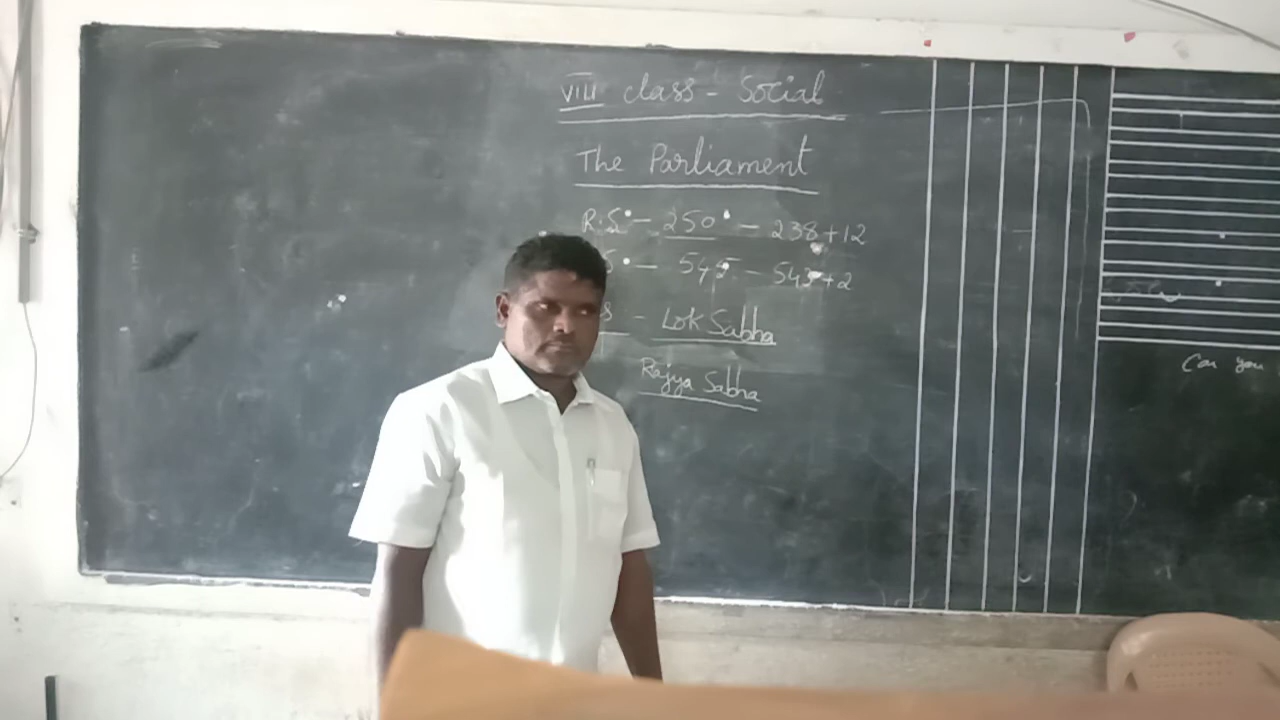 VIII class - Social
The Parliament
R.S - 250 - 238+12
S - 545 - 543+2
s - Lok Sabha
Rajya Sabha
Can you